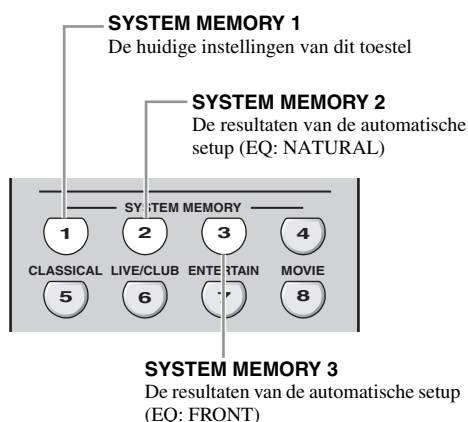 SYSTEM MEMORY 1
De huidige instellingen van dit toestel
SYSTEM MEMORY 2
De resultaten van de automatische
setup (EQ: NATURAL)
SYSTEM MEMORY
1 2 3 4
CLASSICAL LIVE/CLUB ENTERTAIN MOVIE
5 6 7 8
SYSTEM MEMORY 3
De resultaten van de automatische setup
(EQ: FRONT)